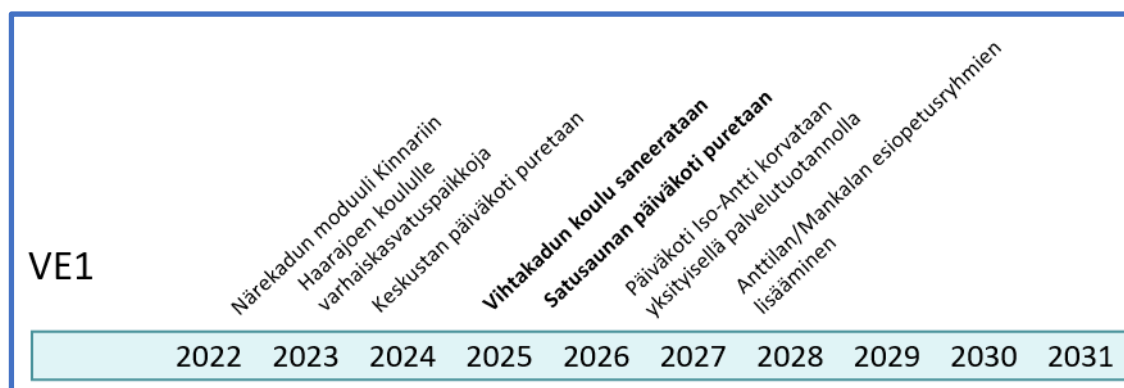 VE1
Närekadun moduuli Kinnariin
Haarajoen koululle
varhaiskasvatuspaikkoja
Keskustan päiväkoti puretaan
Vihtakadun koulu saneerataan
Satusaunan päiväkoti puretaan
Päiväkoti Iso-Antti korvataan
yksityisellä palvelutuotannolla
Anttilan/Mankalan esiopetusryhmien
lisääminen
2022 2023 2024 2025 2026 2027 2028 2029 2030 2031